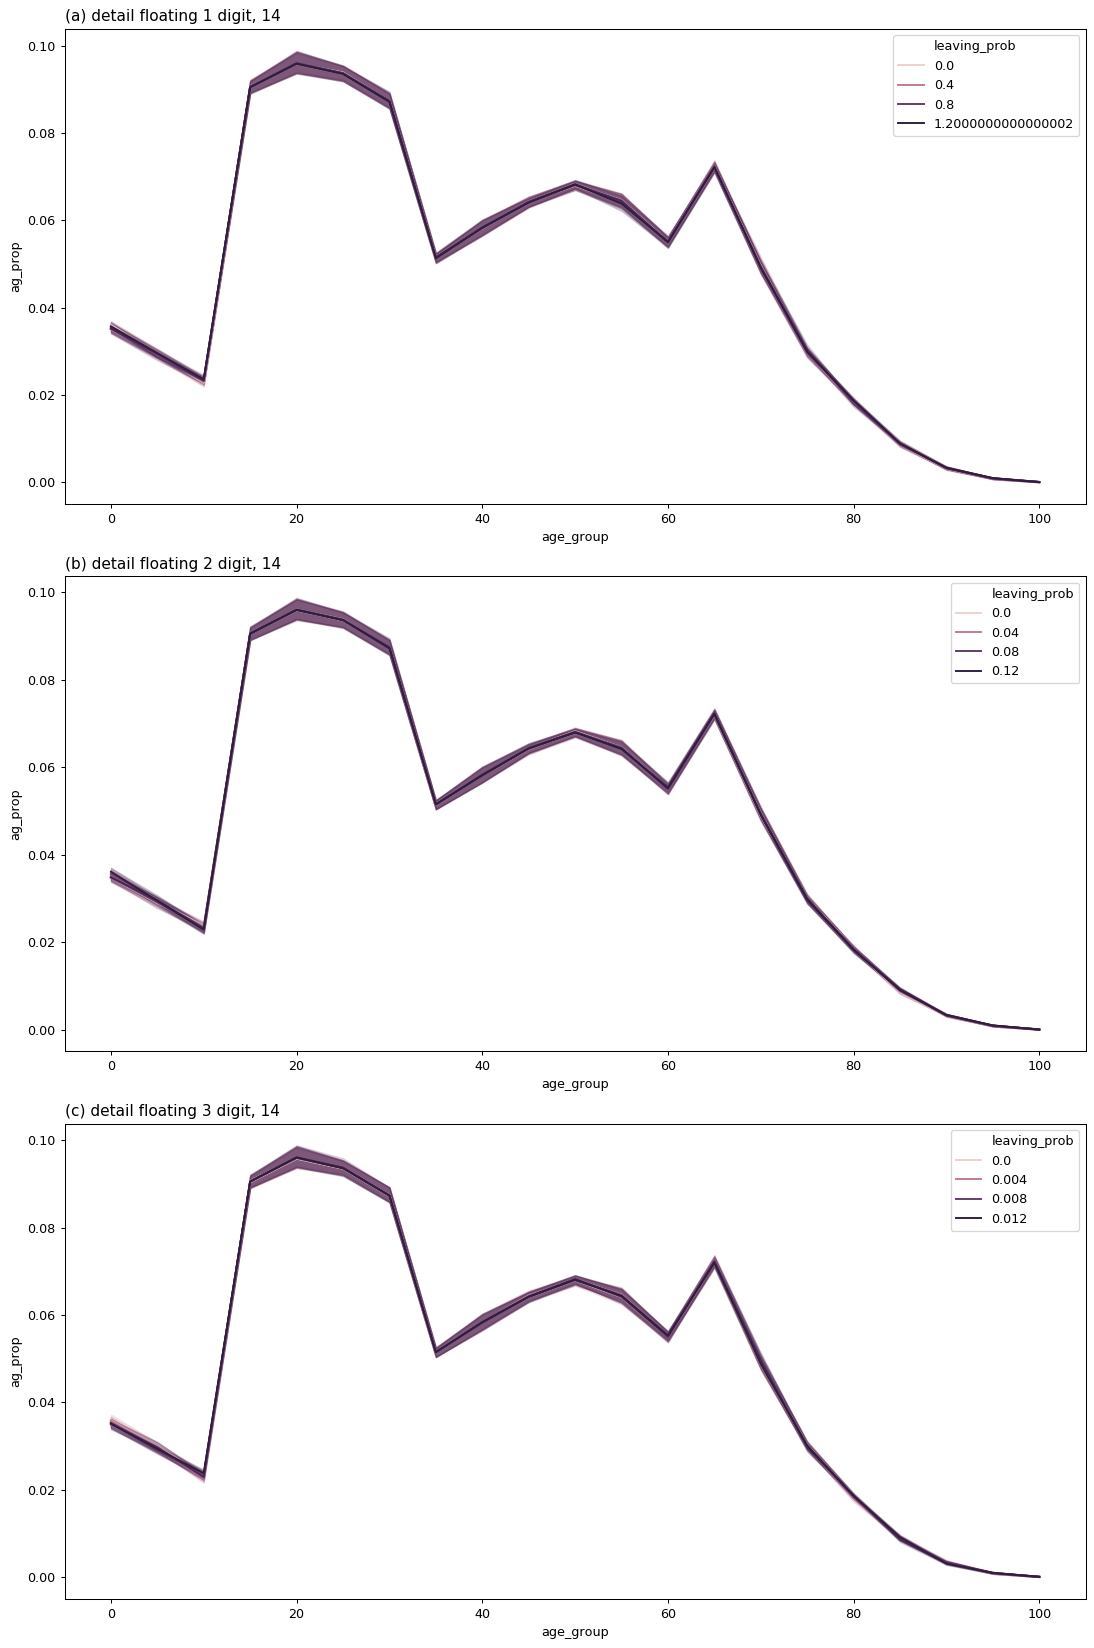 (a) detail floating 1 digit, 14
leaving_prob
0.0
0.4
0.8
1.2000000000000002
0.10
0.08
0.06
0.04
0.02
0.00
ag_prop
0 20 40 60 80 100
age_group
(b) detail floating 2 digit, 14
leaving_prob
0.0
0.04
0.08
0.12
0.10
0.08
0.06
0.04
0.02
0.00
ag_prop
0 20 40 60 80 100
age_group
(c) detail floating 3 digit, 14
leaving_prob
0.0
0.004
0.008
0.012
0.10
0.08
0.06
0.04
0.02
0.00
ag_prop
0 20 40 60 80 100
age_group